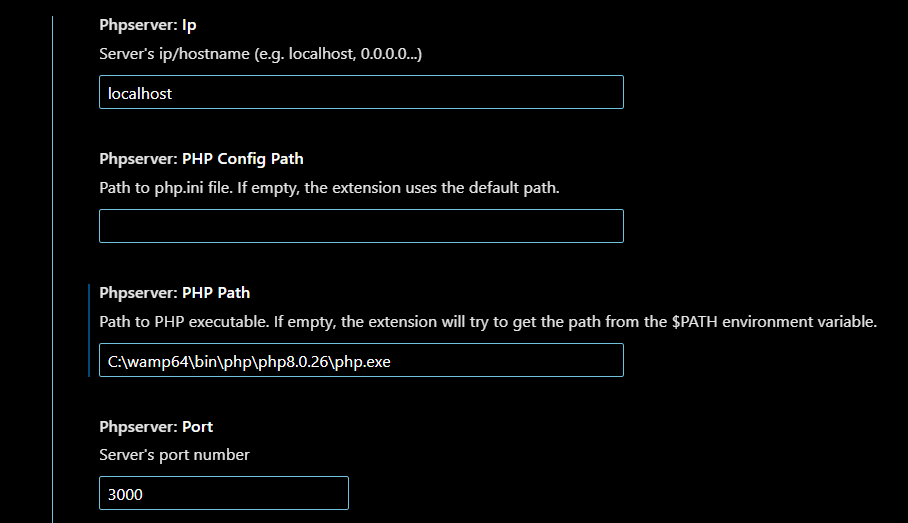 Phpserver: Ip
Server's ip/hostname (e.g. localhost, 0.0.0.0...)
localhost
Phpserver: PHP Config Path
Path to php.ini file. If empty, the extension uses the default path.
Phpserver: PHP Path
Path to PHP executable. If empty, the extension will try to get the path from the $PATH environment variable.
C:\wamp64\bin\php\php8.0.26\php.exe
Phpserver: Port
Server's port number
3000